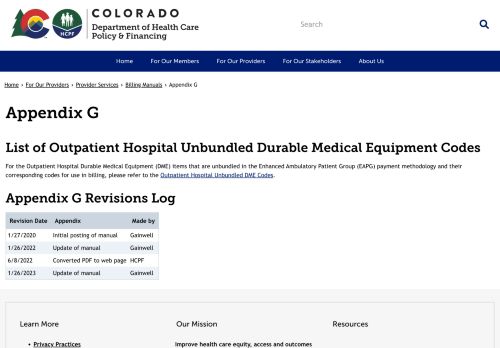 COLORADO
Department of Health Care
Policy & Financing
HCPF
Search
Home For Our Members For Our Providers For Our Stakeholders About Us
Home › For Our Providers › Provider Services › Billing Manuals › Appendix G
Appendix G
List of Outpatient Hospital Unbundled Durable Medical Equipment Codes
For the Outpatient Hospital Durable Medical Equipment (DME) items that are unbundled in the Enhanced Ambulatory Patient Group (EAPG) payment methodology and their
corresponding codes for use in billing, please refer to the Outpatient Hospital Unbundled DME Codes.
Appendix G Revisions Log
Revision Date Appendix Made by
1/27/2020 Initial posting of manual Gainwell
1/26/2022 Update of manual Gainwell
6/8/2022 Converted PDF to web page HCPF
1/26/2023 Update of manual Gainwell
Learn More Our Mission Resources
Privacy Practices Improve health care equity, access and outcomes